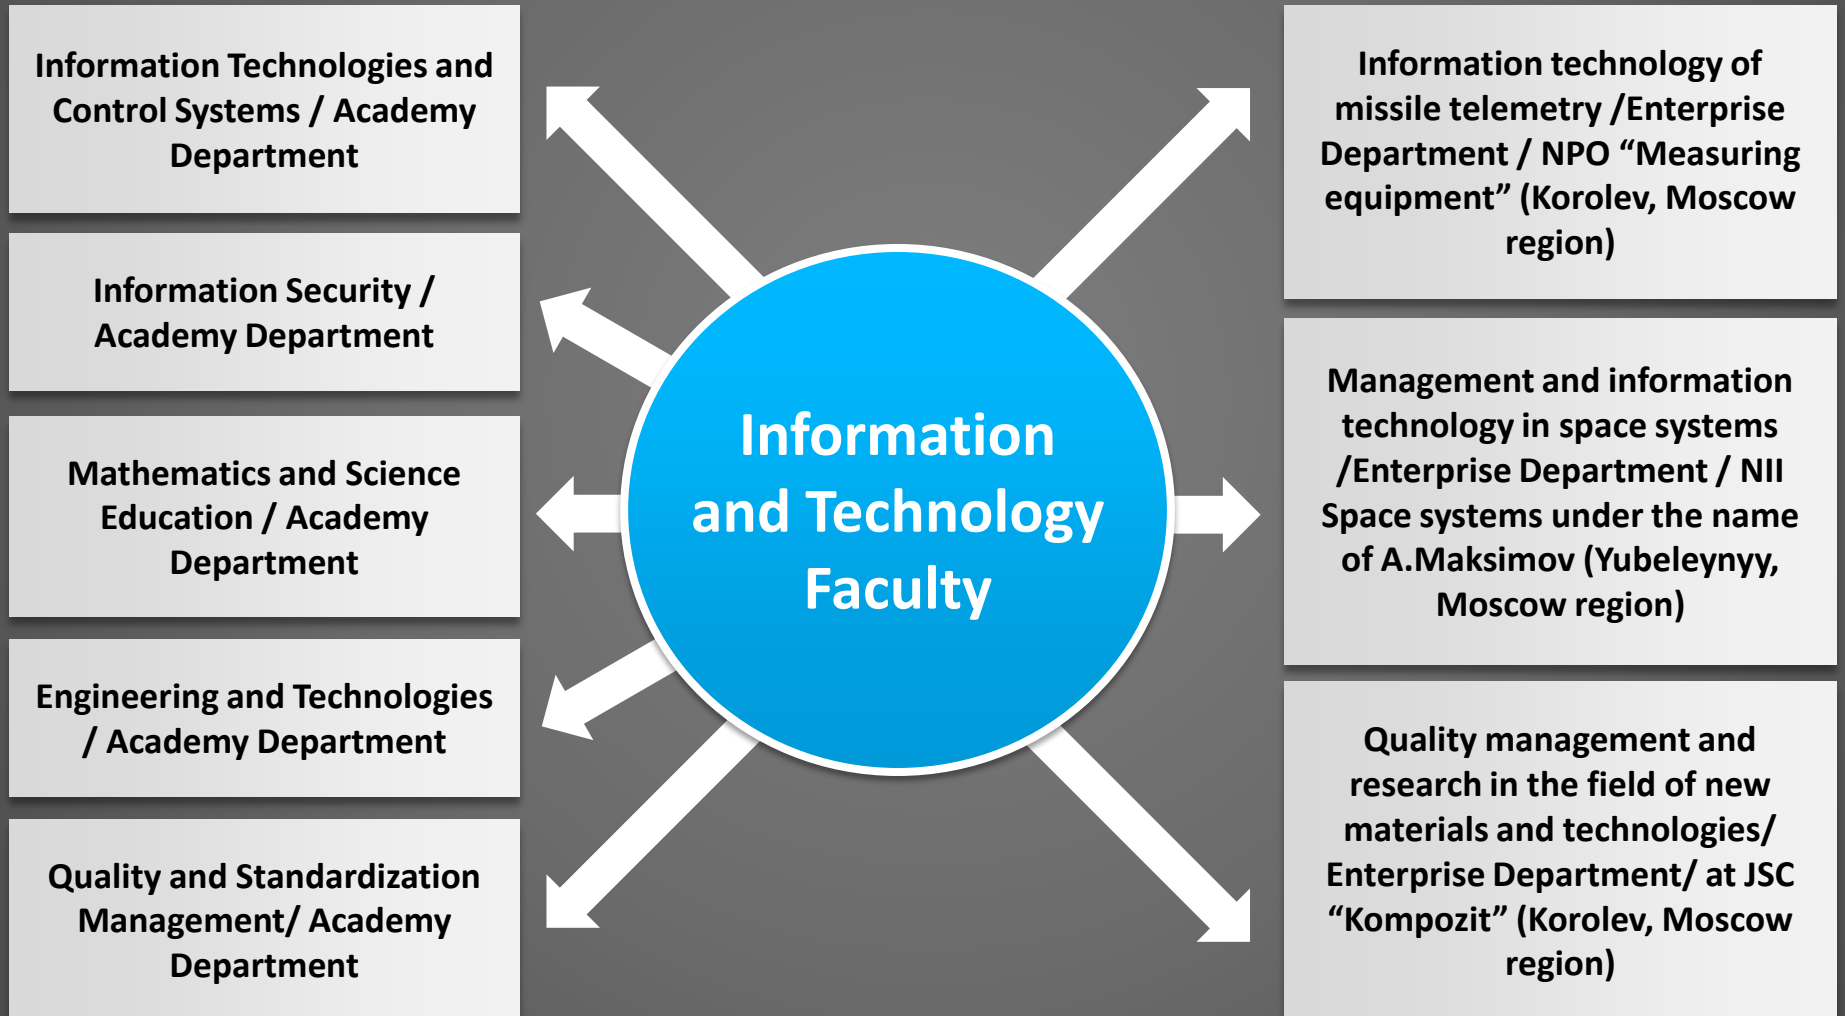 Information Technologies and
Control Systems / Academy
Department
Information Security /
Academy Department
Mathematics and Science
Education / Academy
Department
Engineering and Technologies
/ Academy Department
Quality and Standardization
Management/ Academy
Department
Information
and Technology
Faculty
Information technology of
missile telemetry /Enterprise
Department / NPO “Measuring
equipment” (Korolev, Moscow
region)
Management and information
technology in space systems
/Enterprise Department / NII
Space systems under the name
of A.Maksimov (Yubeleynyy,
Moscow region)
Quality management and
research in the field of new
materials and technologies/
Enterprise Department/ at JSC
“Kompozit” (Korolev, Moscow
region)